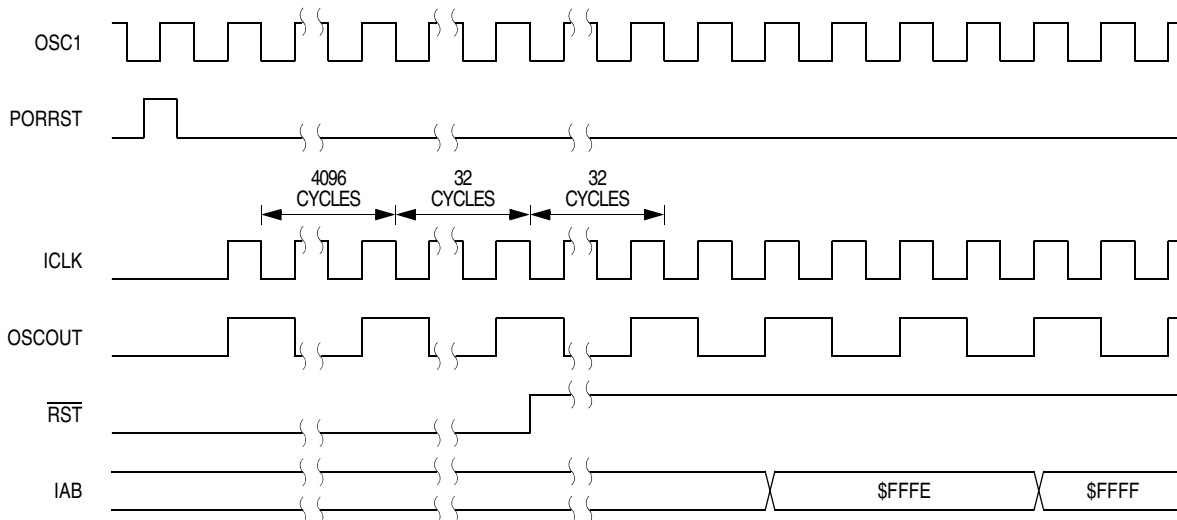 OSC1
PORRST
4096
CYCLES
32
CYCLES
32
CYCLES
ICLK
OSCOUT
RST
IAB
$FFFE
$FFFF